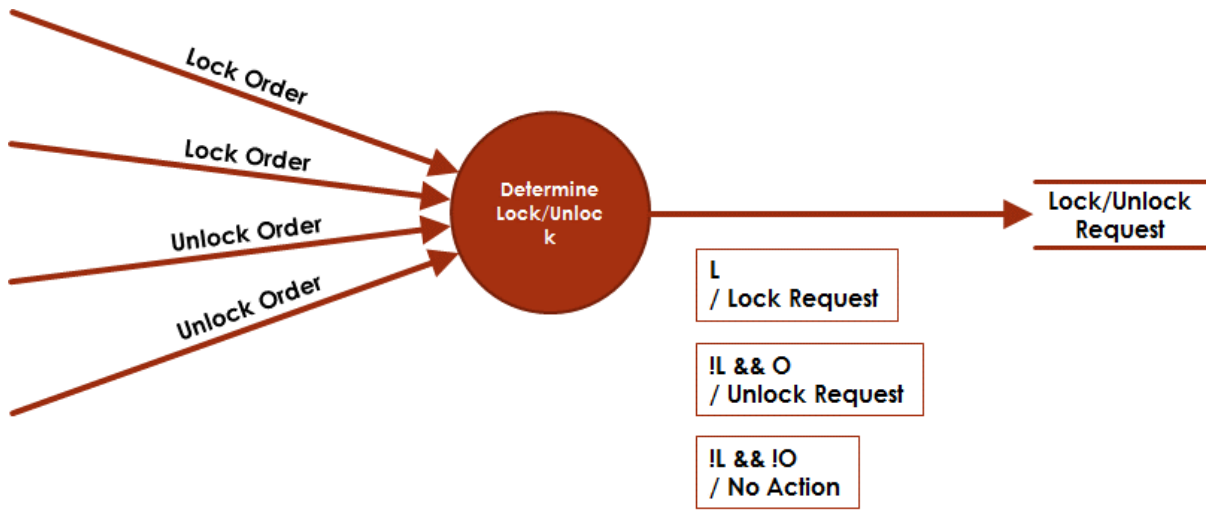 Lock Order
Lock Order
Unlock Order
Unlock Order
Determine
Lock/Unloc
k
Lock/Unlock
Request
L
/ Lock Request
!L && O
/ Unlock Request
!L && !O
/ No Action